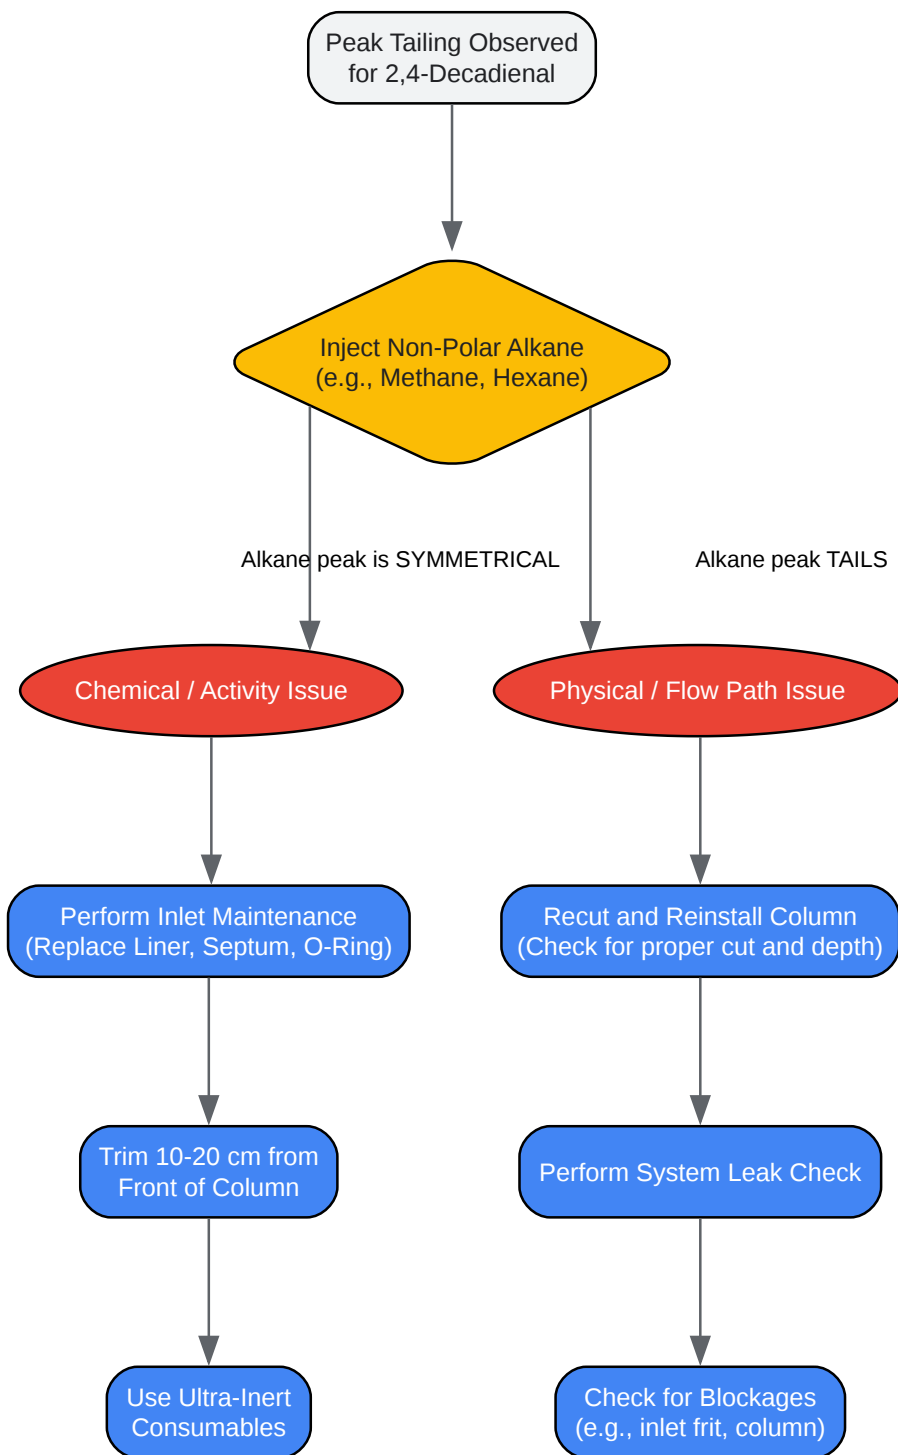 Peak Tailing Observed
for 2,4-Decadienal
Inject Non-Polar Alkane
(e.g., Methane, Hexane)
Alkane peak is SYMMETRICAL
Alkane peak TAILS
Chemical / Activity Issue
Physical / Flow Path Issue
Perform Inlet Maintenance
(Replace Liner, Septum, O-Ring)
Recut and Reinstall Column
(Check for proper cut and depth)
Trim 10-20 cm from
Front of Column
Perform System Leak Check
Use Ultra-Inert
Consumables
Check for Blockages
(e.g., inlet frit, column)